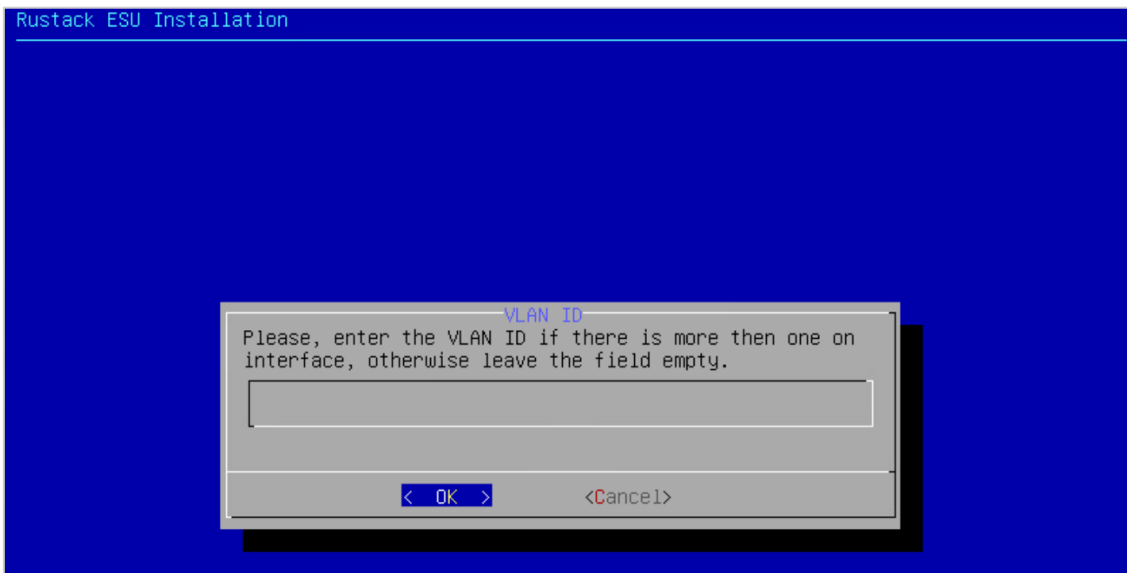 Rustack ESU Installation
VLAN ID
Please, enter the VLAN ID if there is more then one on
interface, otherwise leave the field empty.
< OK > <Cancel>